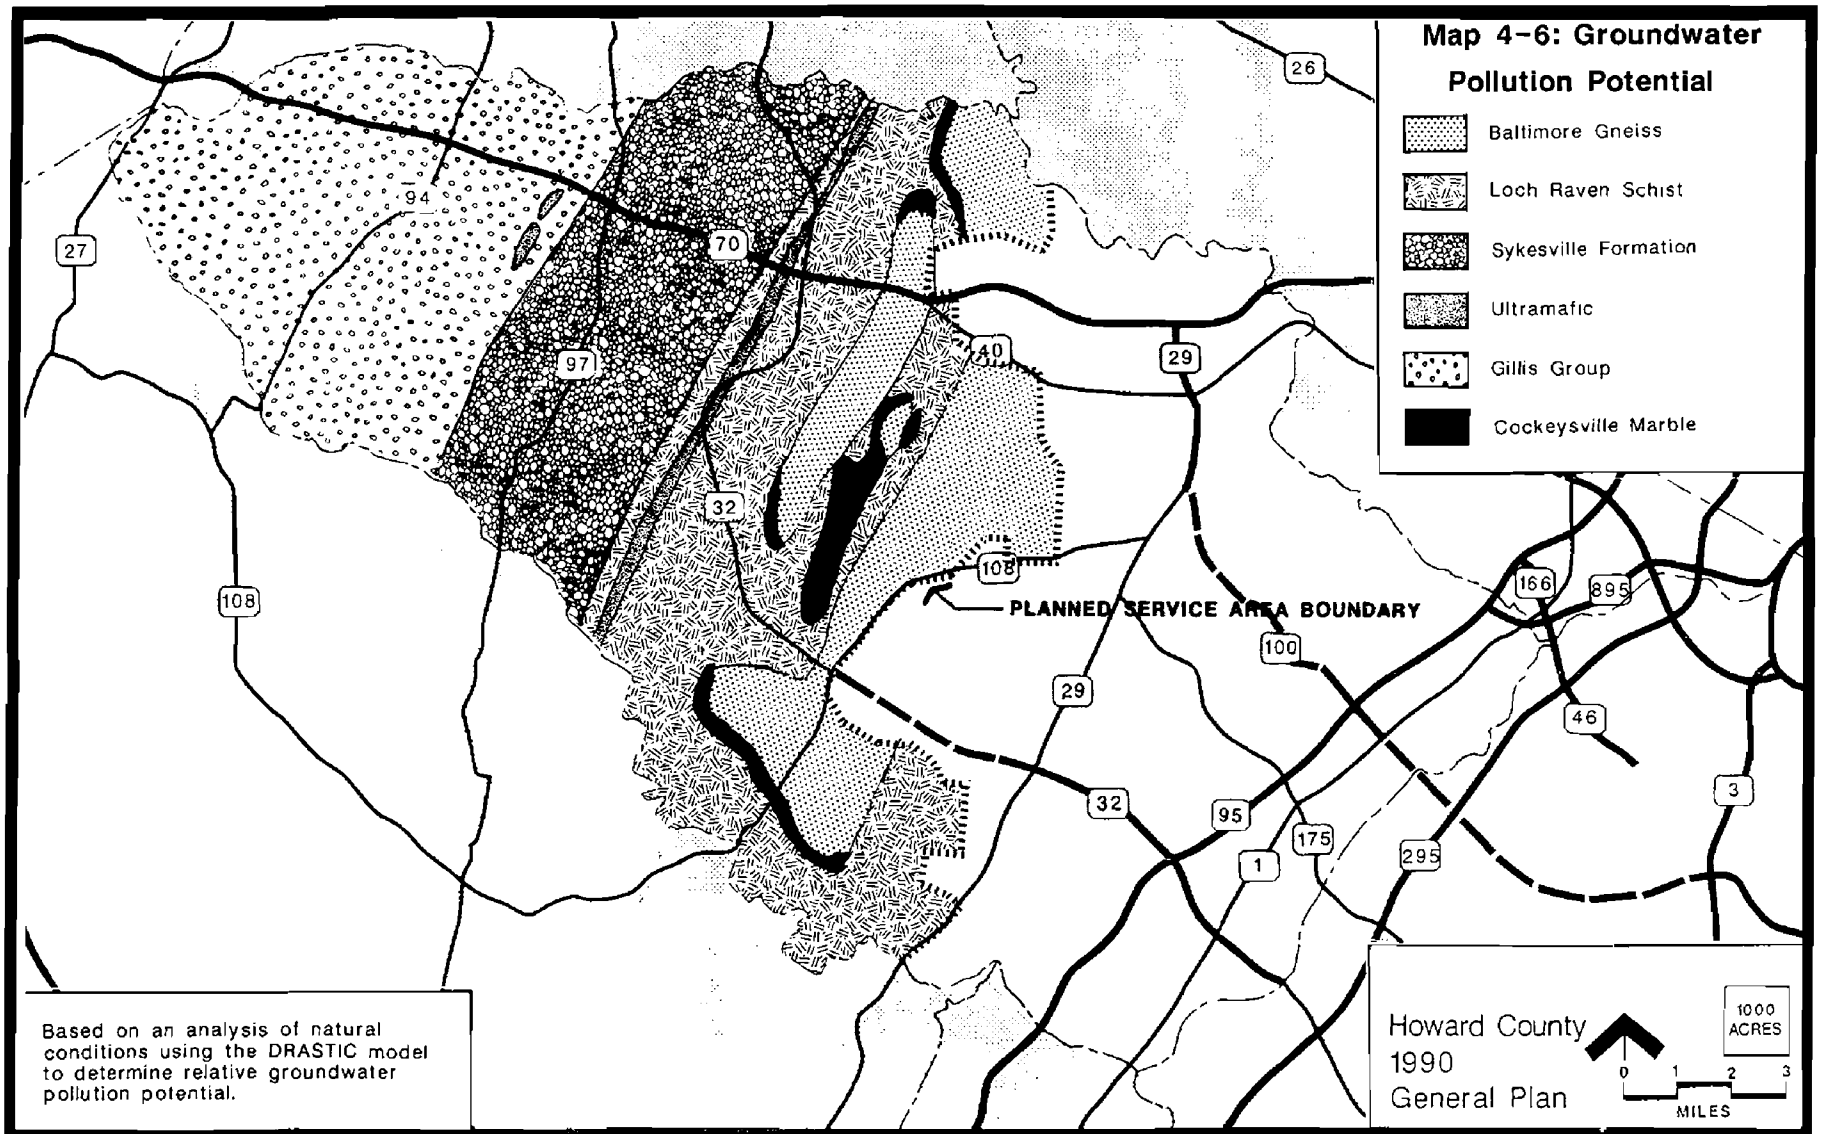 Map 4-6: Groundwater
Pollution Potential
Baltimore Gneiss
Loch Raven Schist
Sykesville Formation
Ultramafic
Gillis Group
Cockeysville Marble
26
94
27
70
97
40
29
32
108
108
PLANNED SERVICE AREA BOUNDARY
166
895
100
29
46
32
95
175
1
295
3
Based on an analysis of natural
conditions using the DRASTIC model
to determine relative groundwater
pollution potential.
Howard County
1990
General Plan
1000
ACRES
0 1 2 3
MILES